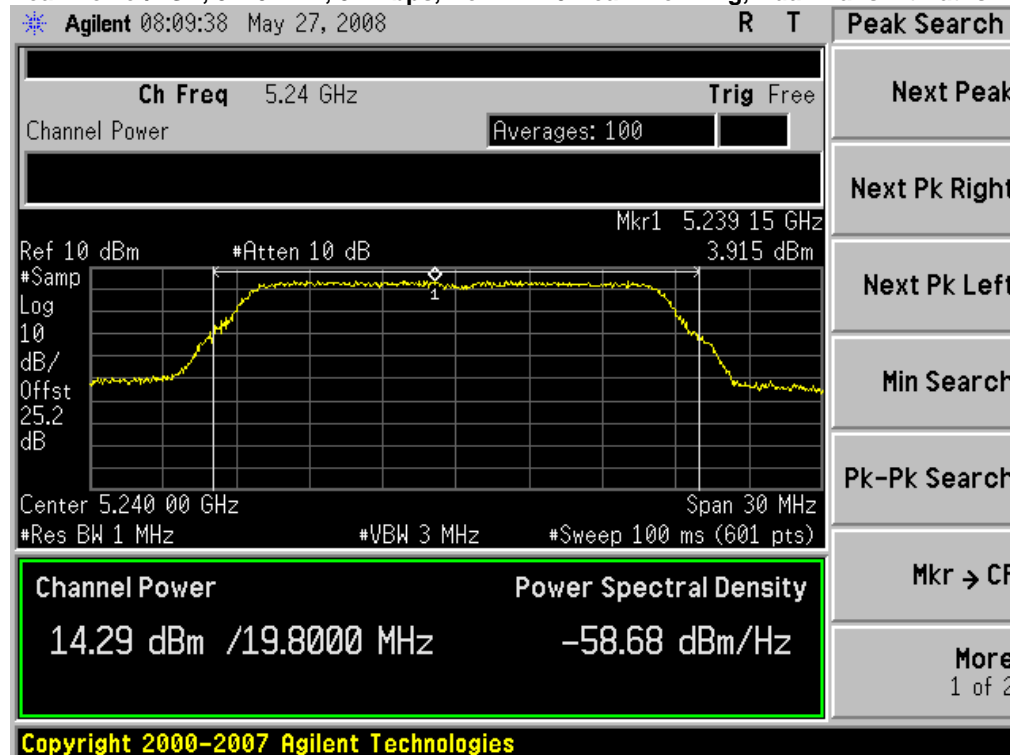 Agilent 08:09:38 May 27, 2008 R T
Peak Search
Ch Freq 5.24 GHz Trig Free
Channel Power Averages: 100
Mkr1 5.239 15 GHz
Ref 10 dBm #Atten 10 dB 3.915 dBm
#Samp
Log
10
dB/
Offst
25.2
dB
1
Center 5.240 00 GHz Span 30 MHz
#Res BW 1 MHz #VBW 3 MHz #Sweep 100 ms (601 pts)
Channel Power Power Spectral Density
14.29 dBm /19.8000 MHz -58.68 dBm/Hz
Next Peak
Next Pk Right
Next Pk Left
Min Search
Pk-Pk Search
Mkr → CF
More
1 of 2
Copyright 2000-2007 Agilent Technologies